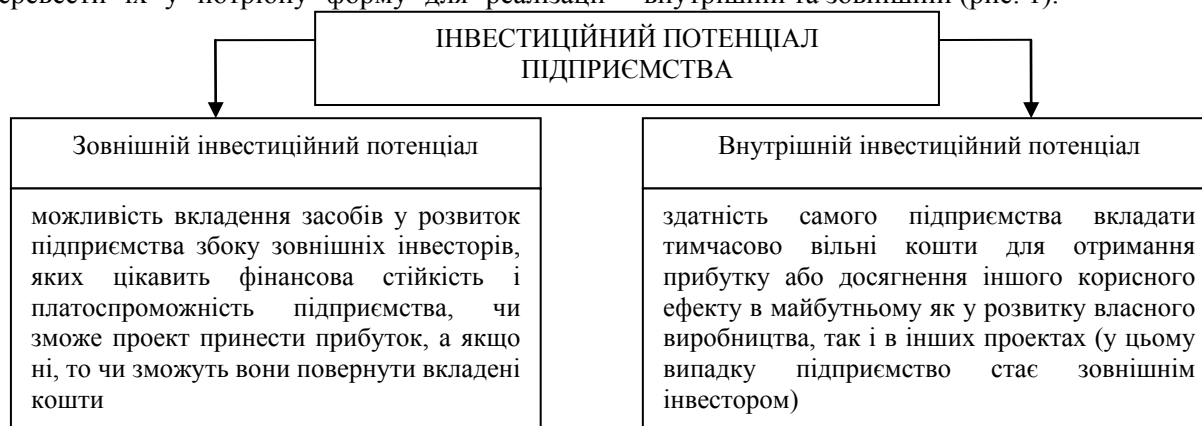 перевести їх у потрібну форму для реалізації внутрішній та зовнішній (рис. 1).
ІНВЕСТИЦІЙНИЙ ПОТЕНЦІАЛ
ПІДПРИЄМСТВА
Зовнішній інвестиційний потенціал
можливість вкладення засобів у розвиток
підприємства збоку зовнішніх інвесторів,
яких цікавить фінансова стійкість і
платоспроможність підприємства, чи
зможе проект принести прибуток, а якщо
ні, то чи зможуть вони повернути вкладені
кошти
Внутрішній інвестиційний потенціал
здатність самого підприємства вкладати
тимчасово вільні кошти для отримання
прибутку або досягнення іншого корисного
ефекту в майбутньому як у розвитку власного
виробництва, так і в інших проектах (у цьому
випадку підприємство стає зовнішнім
інвестором)